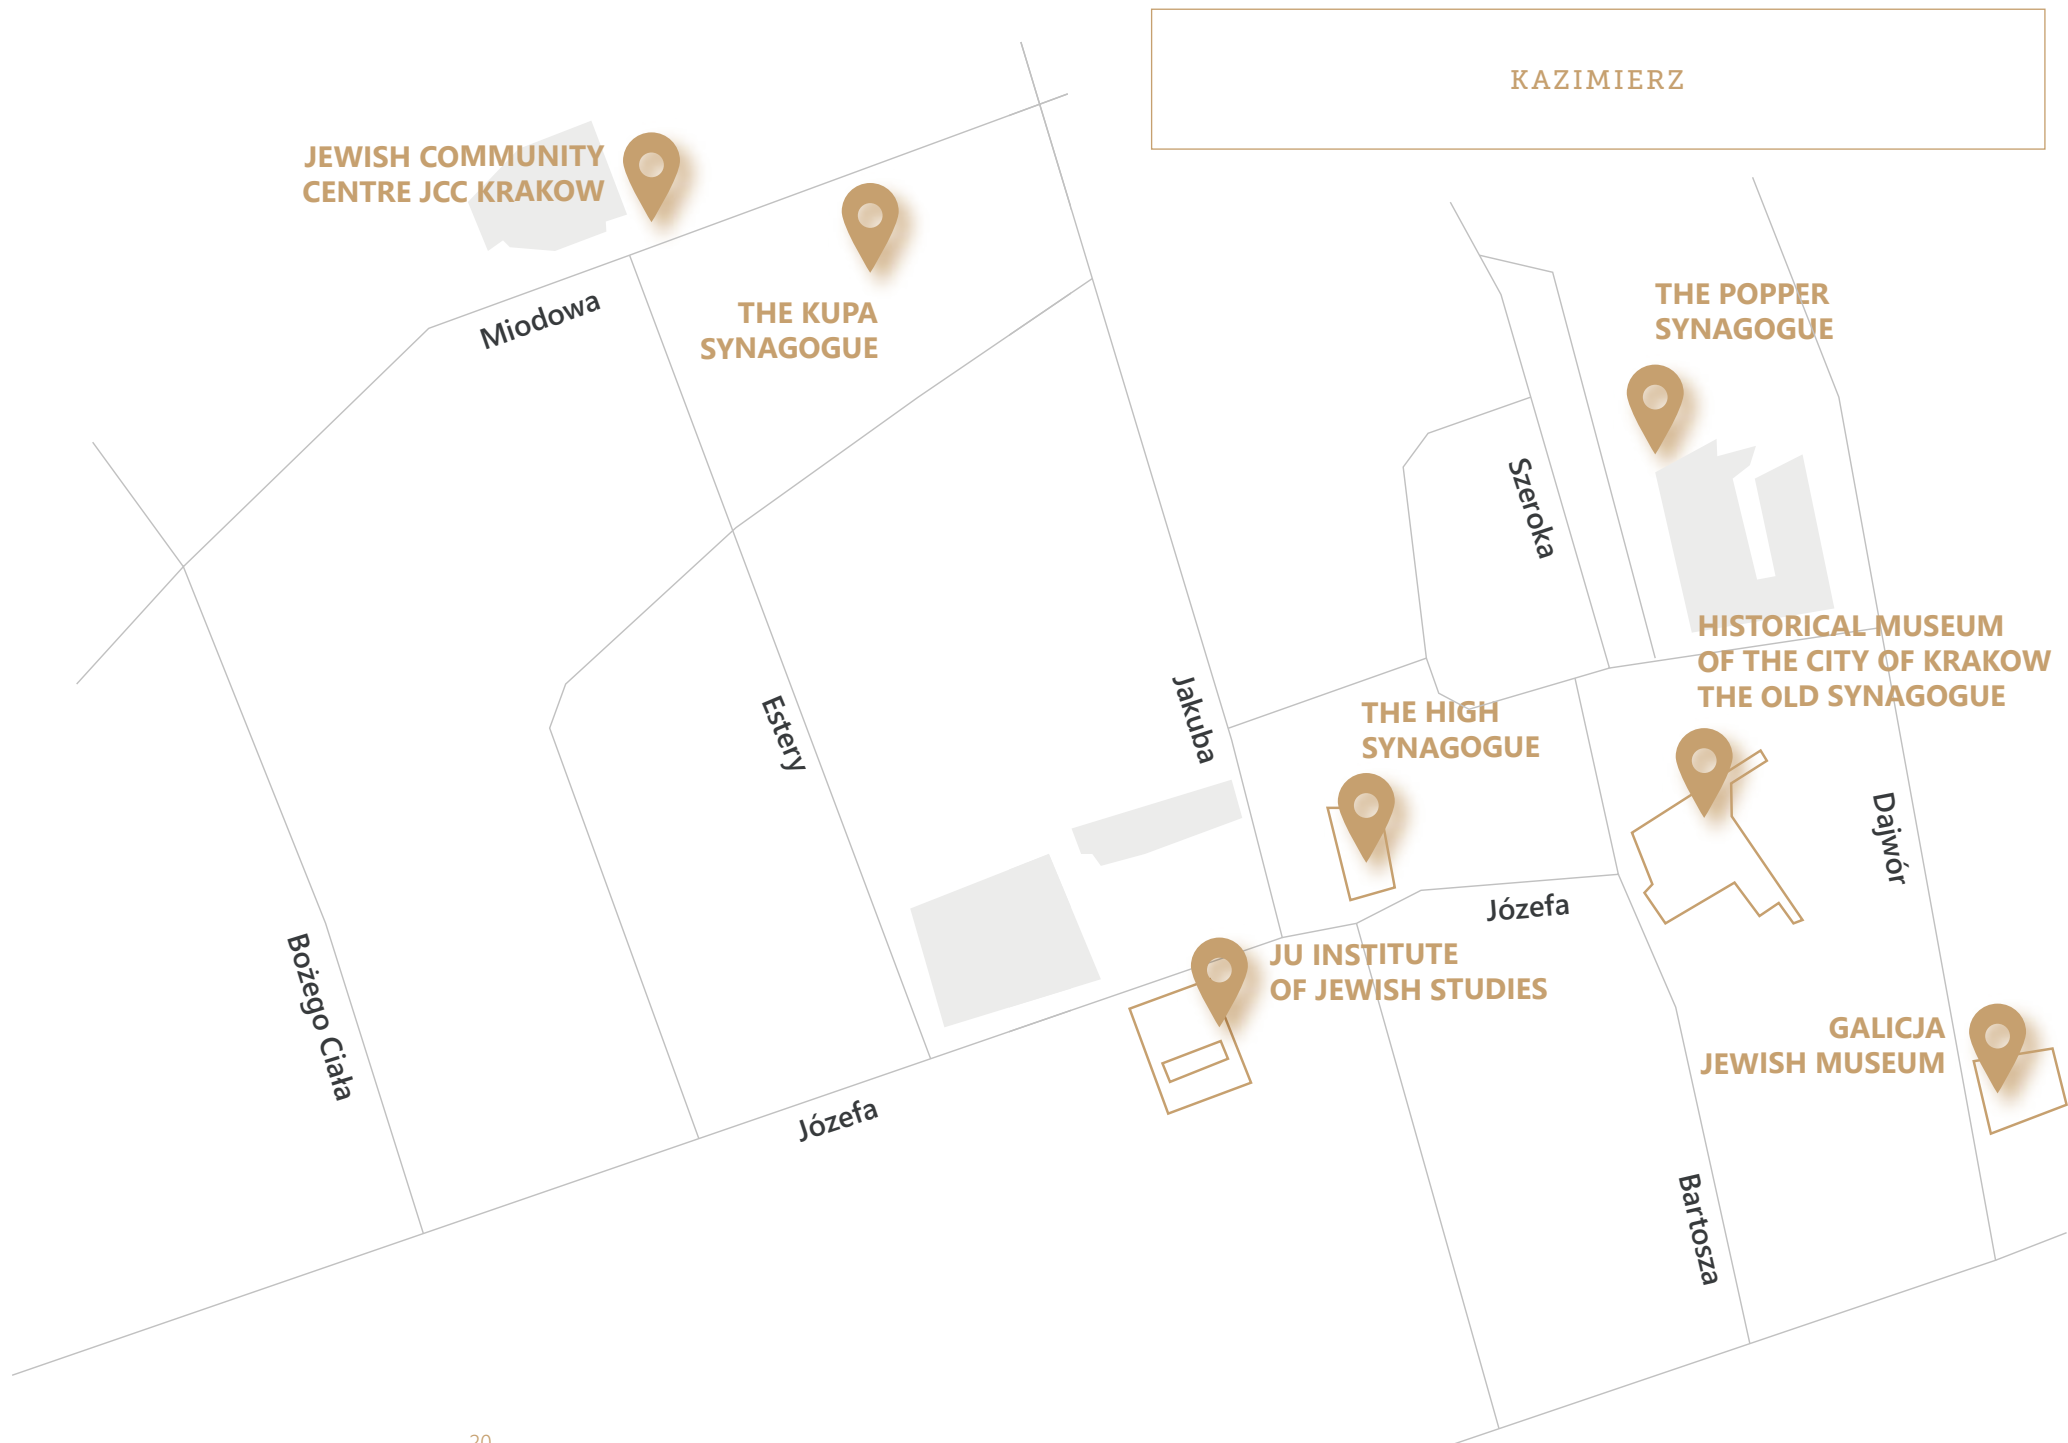 KAZIMIERZ
JEWISH COMMUNITY
CENTRE JCC KRAKOW
THE KUPA
SYNAGOGUE
Miodowa
THE POPPER
SYNAGOGUE
Szeroka
HISTORICAL MUSEUM
OF THE CITY OF KRAKOW
THE OLD SYNAGOGUE
Estery
Jakuba
THE HIGH
SYNAGOGUE
Dajwór
Józefa
Bożego Ciała
JU INSTITUTE
OF JEWISH STUDIES
GALICJA
JEWISH MUSEUM
Józefa
Bartosza
20